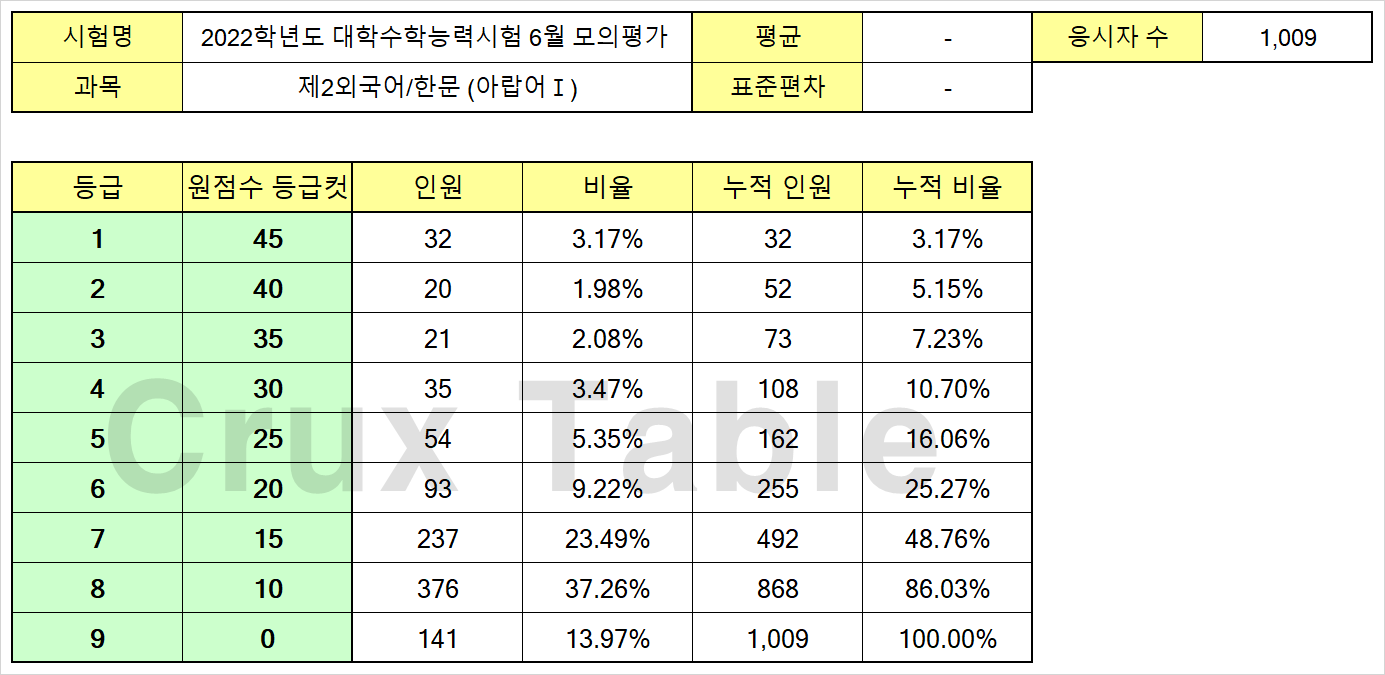 시험명 2022학년도 대학수학능력시험 6월 모의평가 평균 - 응시자 수 1,009
과목 제2외국어/한문 (아랍어Ⅰ) 표준편차 -
등급 원점수 등급컷 인원 비율 누적 인원 누적 비율
1 45 32 3.17% 32 3.17%
2 40 20 1.98% 52 5.15%
3 35 21 2.08% 73 7.23%
4 30 35 3.47% 108 10.70%
5 25 54 5.35% 162 16.06%
6 20 93 9.22% 255 25.27%
7 15 237 23.49% 492 48.76%
8 10 376 37.26% 868 86.03%
9 0 141 13.97% 1,009 100.00%
Crux Table